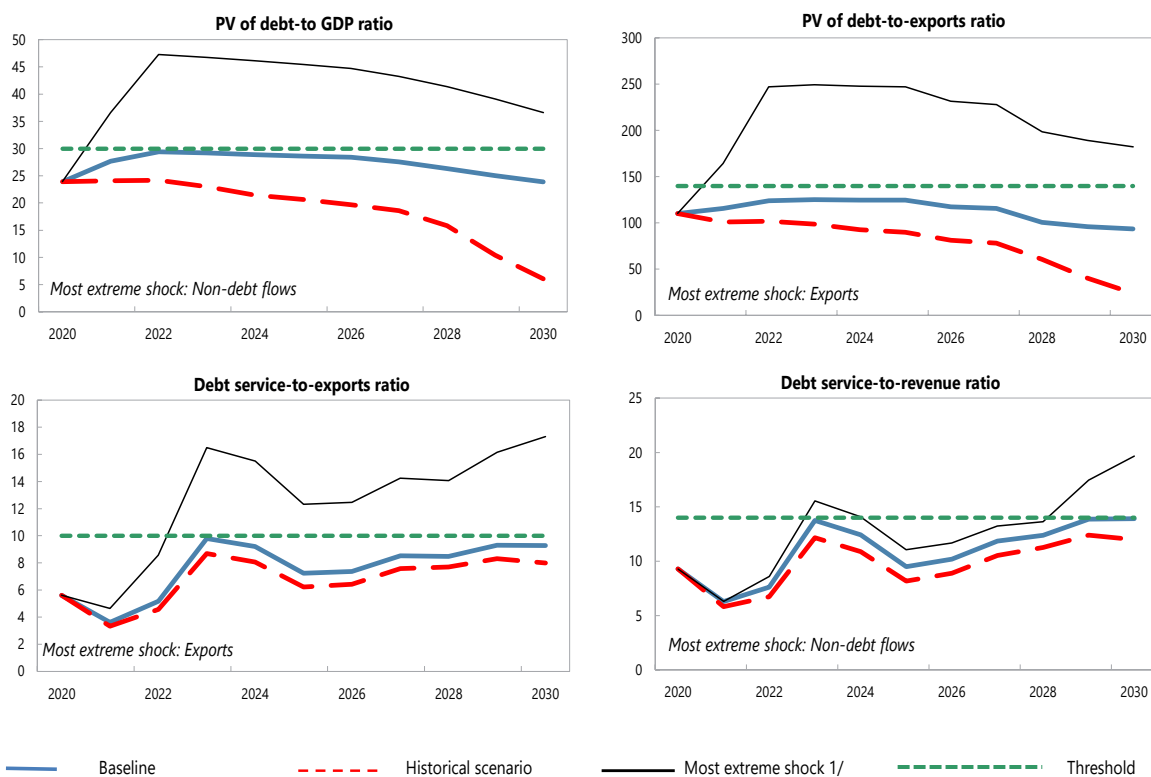 PV of debt-to GDP ratio
50
45
40
35
30
25
20
15
10
5
0
Most extreme shock: Non-debt flows
2020 2022 2024 2026 2028 2030
PV of debt-to-exports ratio
300
250
200
150
100
50
0
Most extreme shock: Exports
2020 2022 2024 2026 2028 2030
Debt service-to-exports ratio
20
18
16
14
12
10
8
6
4
2
0
Most extreme shock: Exports
2020 2022 2024 2026 2028 2030
Debt service-to-revenue ratio
25
20
15
10
5
0
Most extreme shock: Non-debt flows
2020 2022 2024 2026 2028 2030
Baseline Historical scenario Most extreme shock 1/ Threshold